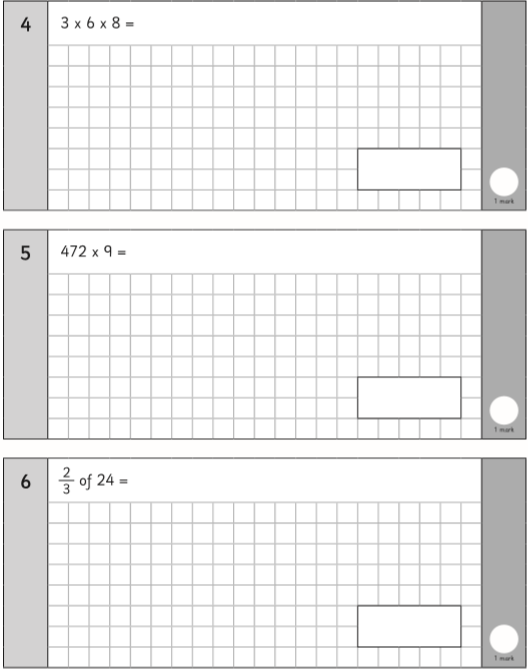 4
3 x 6 x 8 =
1 mark
5
472 x 9 =
1 mark
6
2/3 of 24 =
1 mark